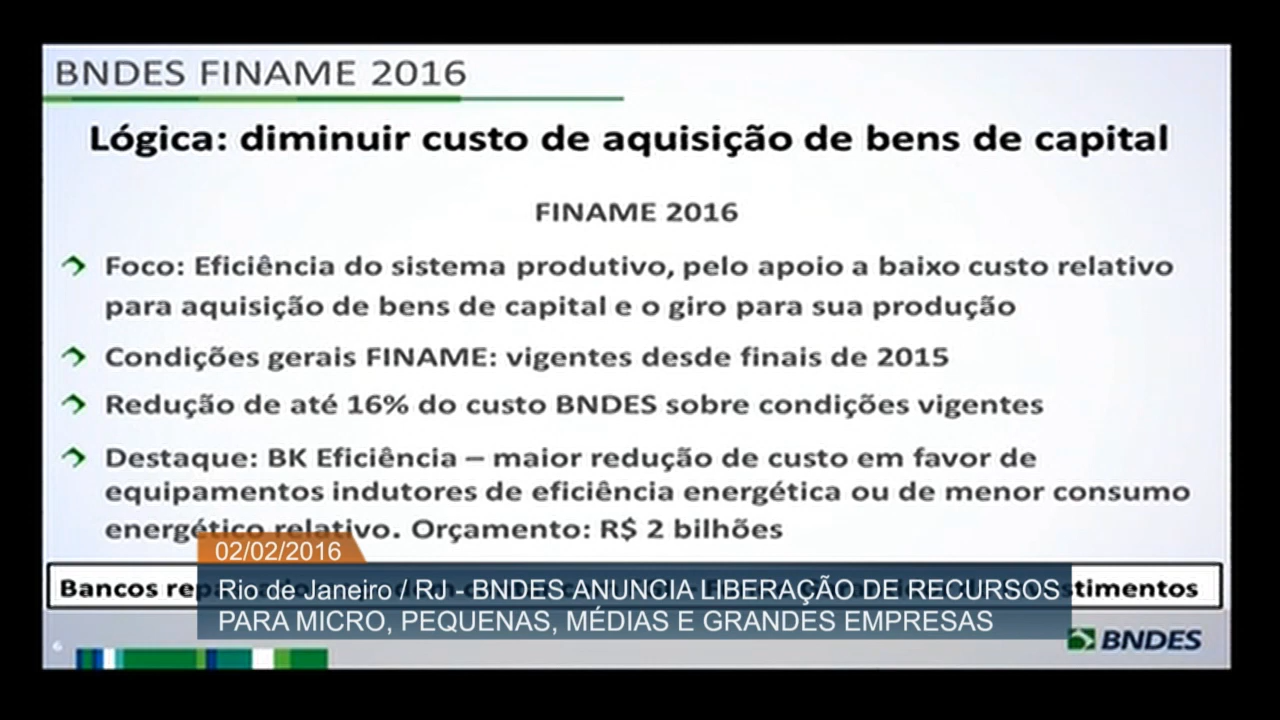 BNDES FINAME 2016
Lógica: diminuir custo de aquisição de bens de capital
FINAME 2016
Foco: Eficiência do sistema produtivo, pelo apoio a baixo custo relativo
para aquisição de bens de capital e o giro para sua produção
Condições gerais FINAME: vigentes desde finais de 2015
Redução de até 16% do custo BNDES sobre condições vigentes
Destaque: BK Eficiência – maior redução de custo em favor de
equipamentos indutores de eficiência energética ou de menor consumo
energético relativo. Orçamento: R$ 2 bilhões
02/02/2016
Bancos
Rio de Janeiro / RJ - BNDES ANUNCIA LIBERAÇÃO DE RECURSOS
PARA MICRO, PEQUENAS, MÉDIAS E GRANDES EMPRESAS
6
BNDES